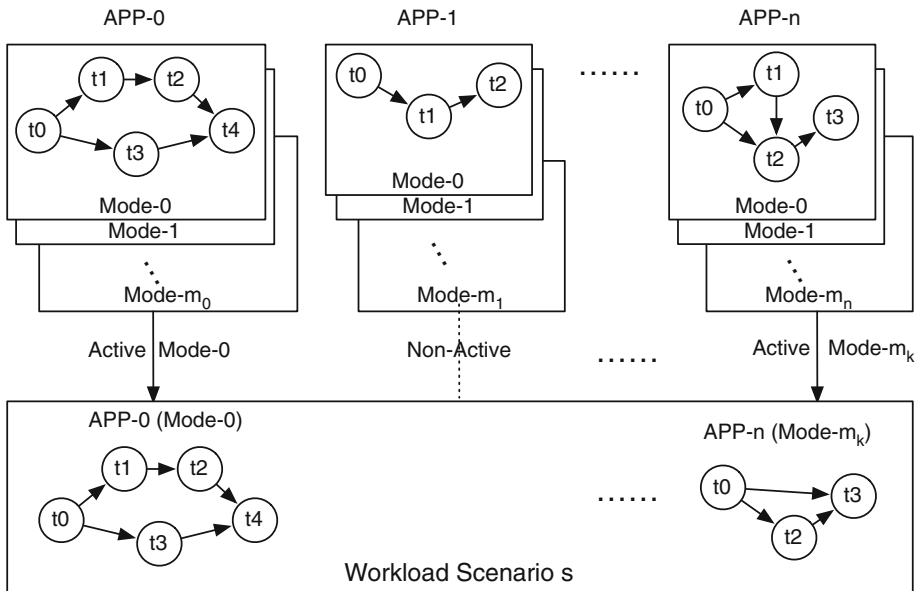 APP-0 APP-1 APP-n
t1 t2
t0
t3
t4
Mode-0
Mode-1
Mode-m0
t0
t1
t2
Mode-0
Mode-1
Mode-m1
......
t1
t0
t2
t3
Mode-0
Mode-1
Mode-mn
Active Mode-0
Non-Active
......
Active Mode-mk
APP-0 (Mode-0)
t1 t2
t0
t3
t4
......
APP-n (Mode-mk)
t0
t3
t2
Workload Scenario s